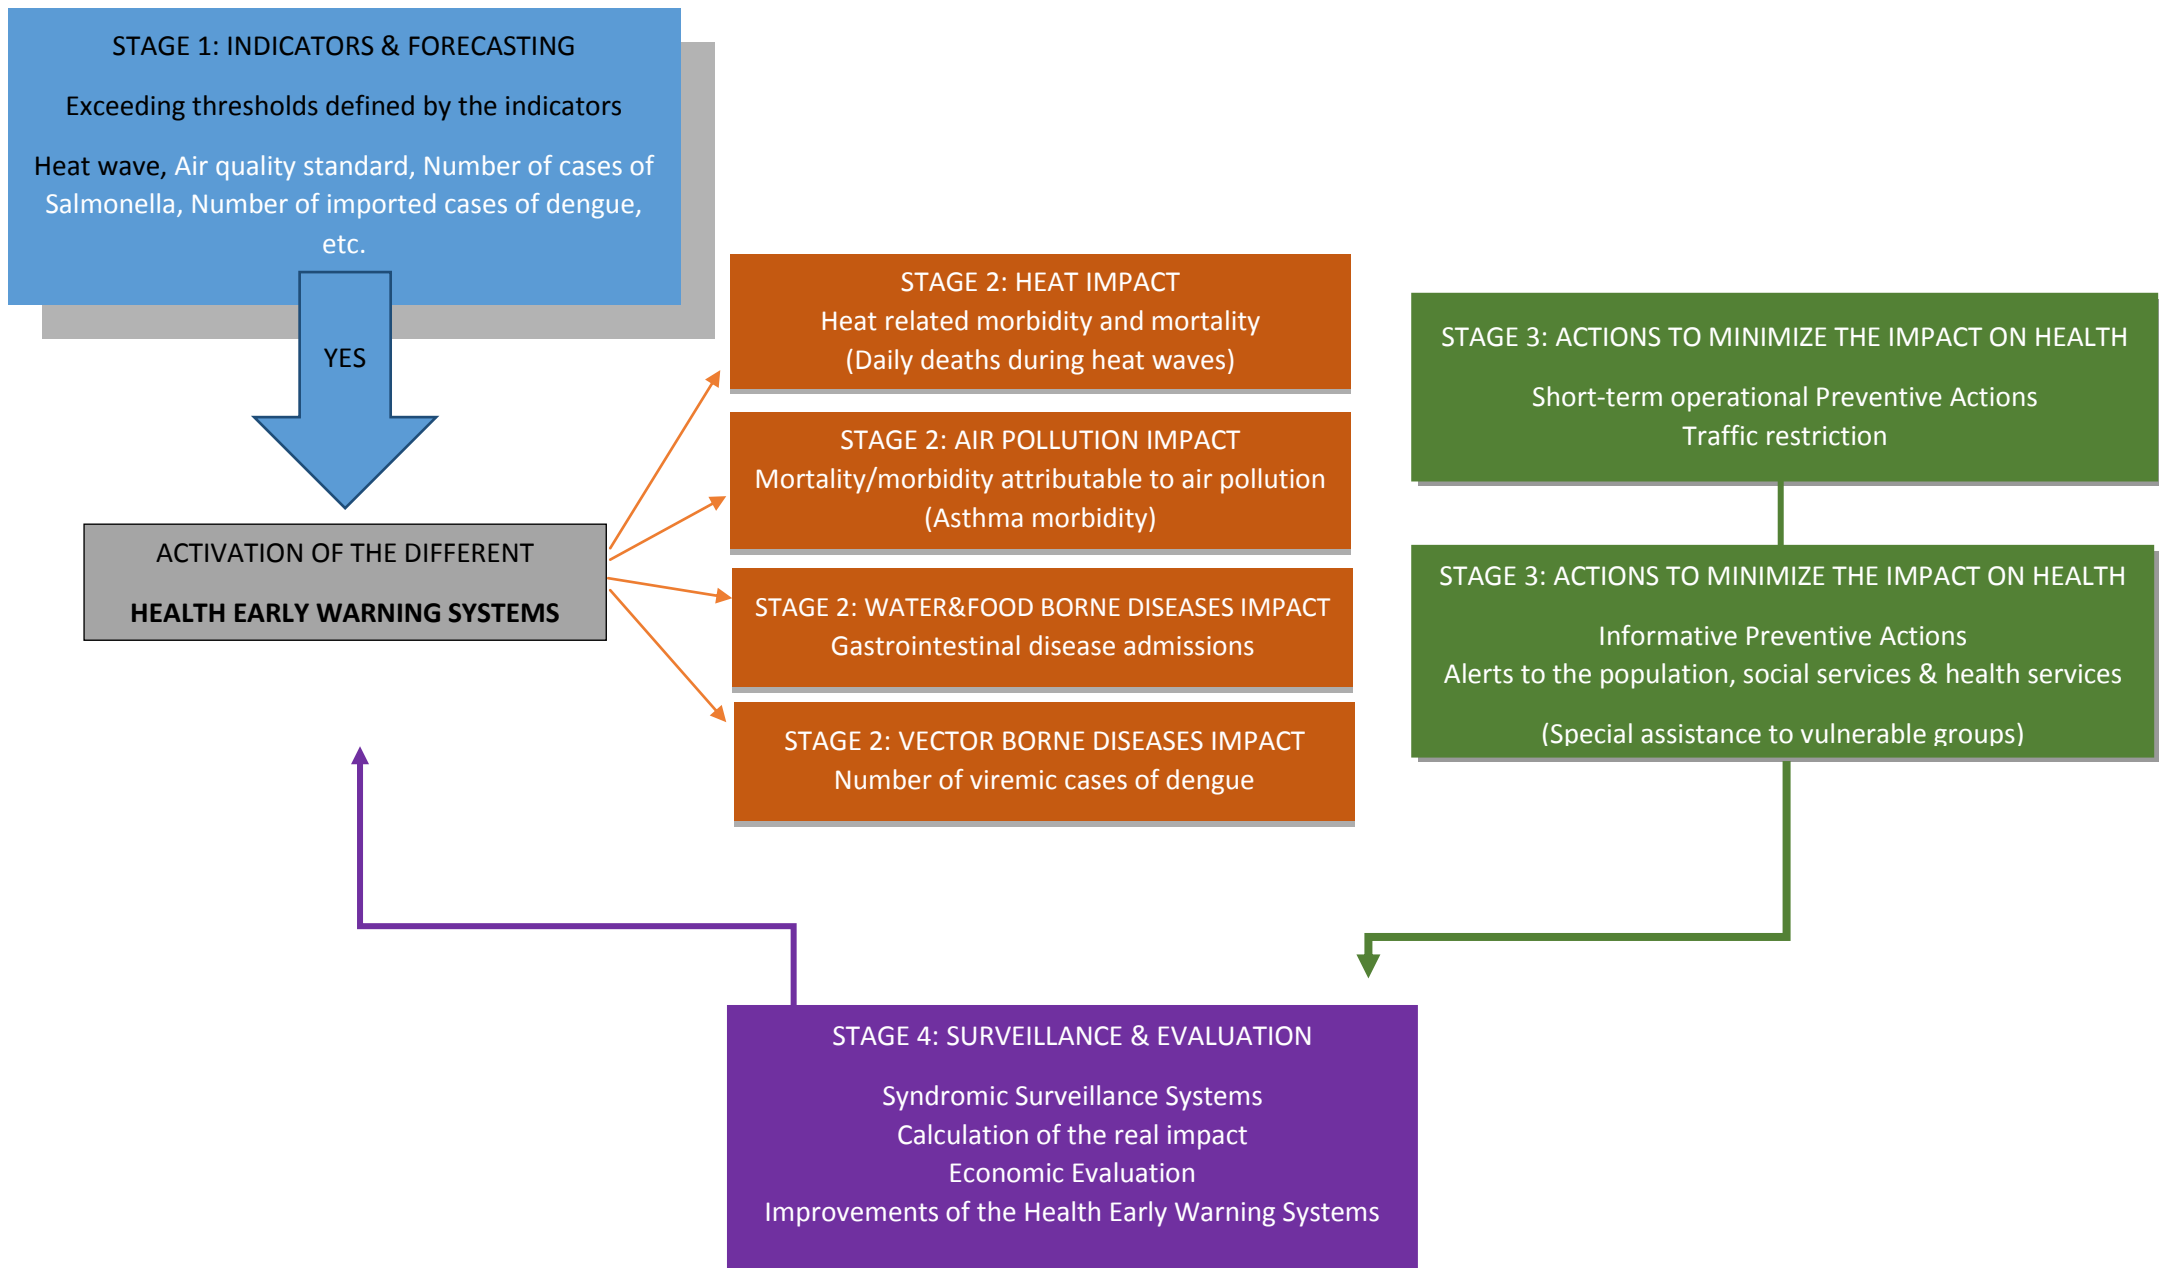 STAGE 1: INDICATORS & FORECASTING
Exceeding thresholds defined by the indicators
Heat wave, Air quality standard, Number of cases of
Salmonella, Number of imported cases of dengue,
etc.
YES
ACTIVATION OF THE DIFFERENT
HEALTH EARLY WARNING SYSTEMS
STAGE 2: HEAT IMPACT
Heat related morbidity and mortality
(Daily deaths during heat waves)
STAGE 2: AIR POLLUTION IMPACT
Mortality/morbidity attributable to air pollution
(Asthma morbidity)
STAGE 2: WATER&FOOD BORNE DISEASES IMPACT
Gastrointestinal disease admissions
STAGE 2: VECTOR BORNE DISEASES IMPACT
Number of viremic cases of dengue
STAGE 3: ACTIONS TO MINIMIZE THE IMPACT ON HEALTH
Short-term operational Preventive Actions
Traffic restriction
STAGE 3: ACTIONS TO MINIMIZE THE IMPACT ON HEALTH
Informative Preventive Actions
Alerts to the population, social services & health services
(Special assistance to vulnerable groups)
STAGE 4: SURVEILLANCE & EVALUATION
Syndromic Surveillance Systems
Calculation of the real impact
Economic Evaluation
Improvements of the Health Early Warning Systems